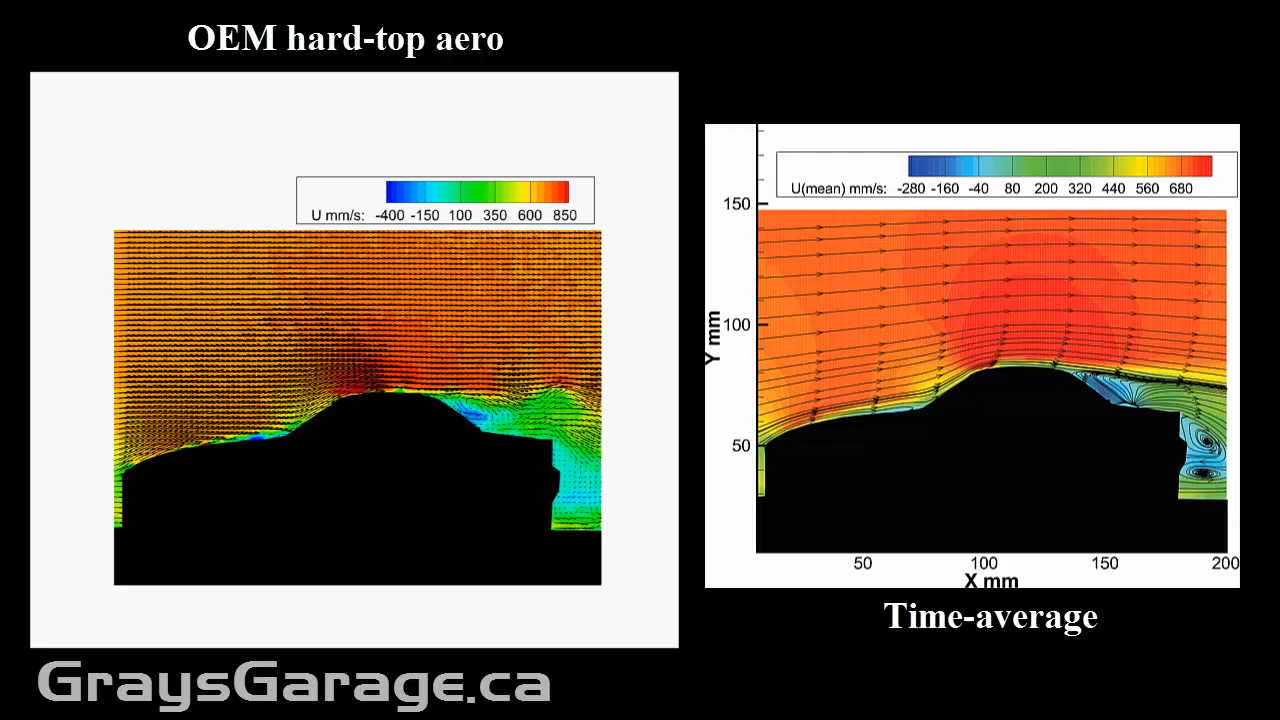 OEM hard-top aero
U mm/s: -400 -150 100 350 600 850
U(mean) mm/s: -280 -160 -40 80 200 320 440 560 680
150
100
50
Y mm
50 100 150 200
X mm
Time-average
GraysGarage.ca